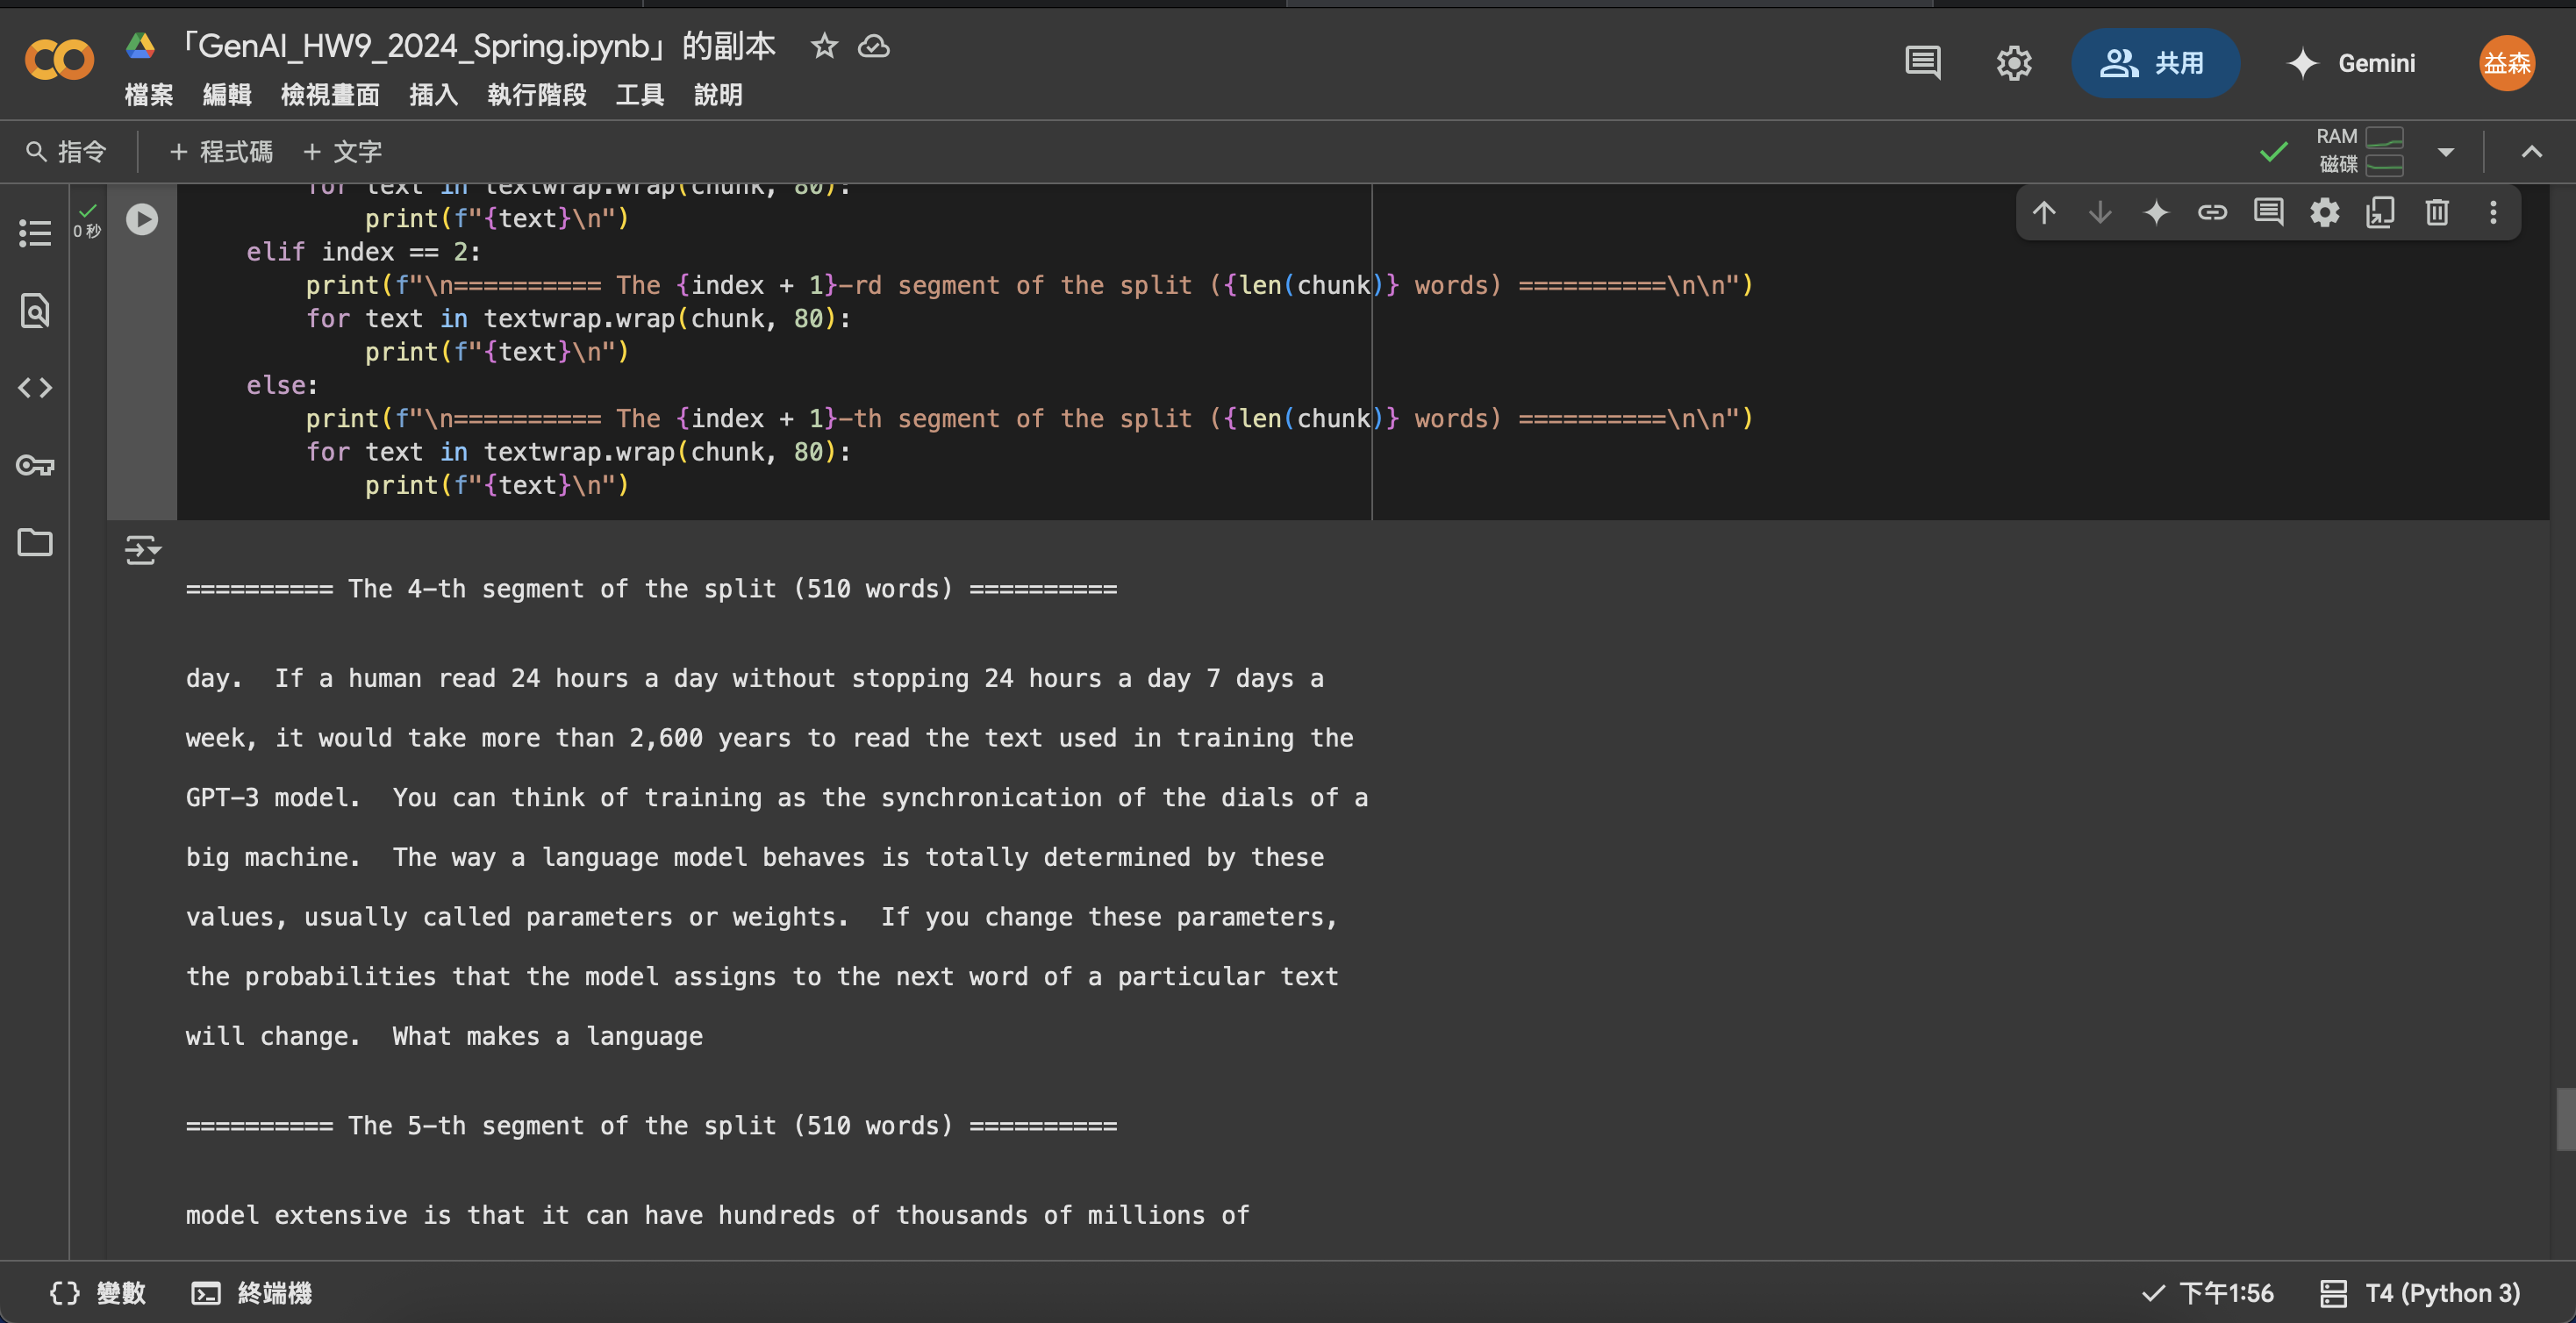 「GenAI_HW9_2024_Spring.ipynb」的副本
檔案 編輯 檢視畫面 插入 執行階段 工具 說明
共用
Gemini
益森
指令
+ 程式碼 + 文字
RAM
磁碟
0 秒
for text in textwrap.wrap(chunk, 80):
print(f"{text}\n")
elif index == 2:
print(f"\n========== The {index + 1}-rd segment of the split ({len(chunk)} words) ==========\n\n")
for text in textwrap.wrap(chunk, 80):
print(f"{text}\n")
else:
print(f"\n========== The {index + 1}-th segment of the split ({len(chunk)} words) ==========\n\n")
for text in textwrap.wrap(chunk, 80):
print(f"{text}\n")
========== The 4-th segment of the split (510 words) ==========
day.  If a human read 24 hours a day without stopping 24 hours a day 7 days a
week, it would take more than 2,600 years to read the text used in training the
GPT-3 model.  You can think of training as the synchronication of the dials of a
big machine.  The way a language model behaves is totally determined by these
values, usually called parameters or weights.  If you change these parameters,
the probabilities that the model assigns to the next word of a particular text
will change.  What makes a language
========== The 5-th segment of the split (510 words) ==========
model extensive is that it can have hundreds of thousands of millions of
變數
終端機
下午1:56
T4 (Python 3)